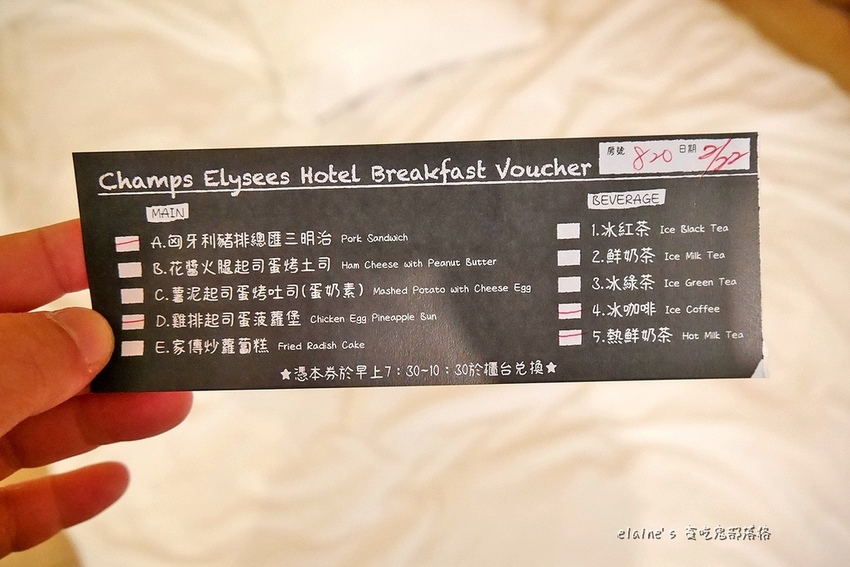 Champs Elysees Hotel Breakfast Voucher
房號 820 日期 2/22
MAIN
A.匈牙利豬排總匯三明治 Pork Sandwich
B.花醬火腿起司蛋烤土司 Ham Cheese with Peanut Butter
C.薯泥起司蛋烤吐司(蛋奶素) Mashed Potato with Cheese Egg
D.雞排起司蛋菠蘿堡 Chicken Egg Pineapple Bun
E.家傳炒蘿蔔糕 Fried Radish Cake
BEVERAGE
1.冰紅茶 Ice Black Tea
2.鮮奶茶 Ice Milk Tea
3.冰綠茶 Ice Green Tea
4.冰咖啡 Ice Coffee
5.熱鮮奶茶 Hot Milk Tea
★憑本券於早上7：30~10：30於櫃台兌換★
elaine's 貪吃鬼部落格